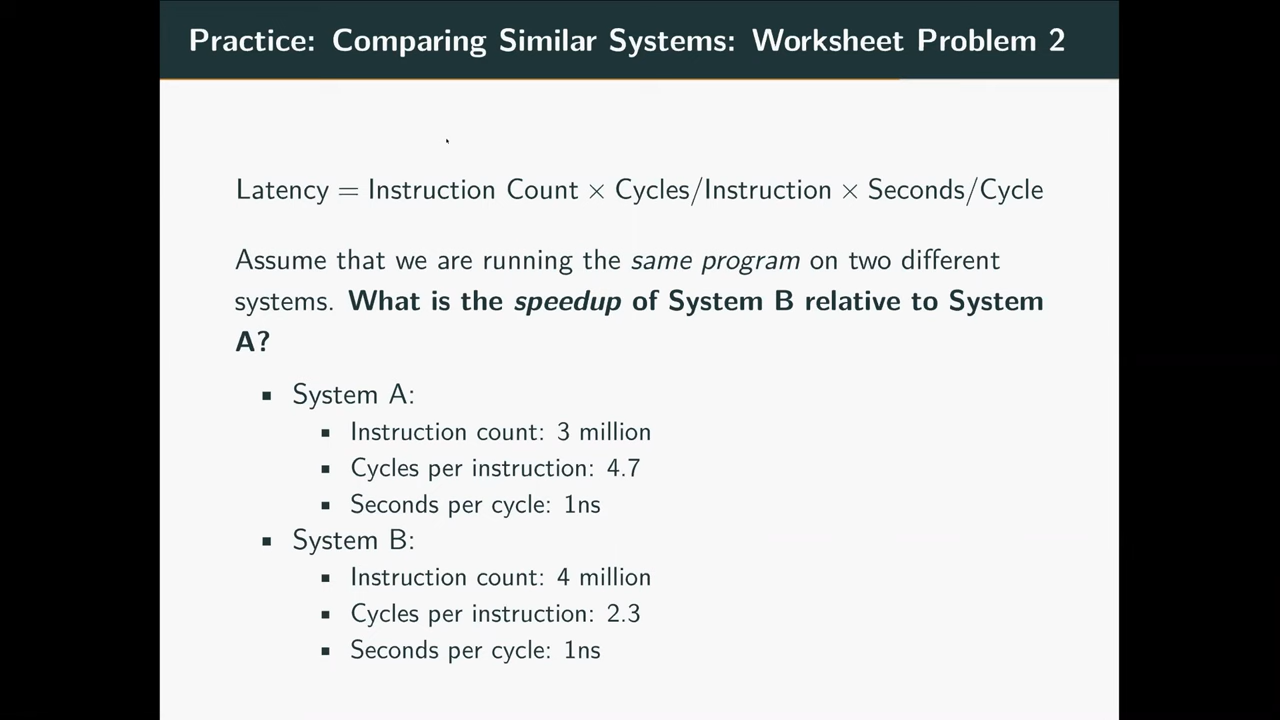 Practice: Comparing Similar Systems: Worksheet Problem 2
Latency = Instruction Count × Cycles/Instruction × Seconds/Cycle
Assume that we are running the same program on two different
systems. What is the speedup of System B relative to System
A?
▪ System A:
▪ Instruction count: 3 million
▪ Cycles per instruction: 4.7
▪ Seconds per cycle: 1ns
▪ System B:
▪ Instruction count: 4 million
▪ Cycles per instruction: 2.3
▪ Seconds per cycle: 1ns